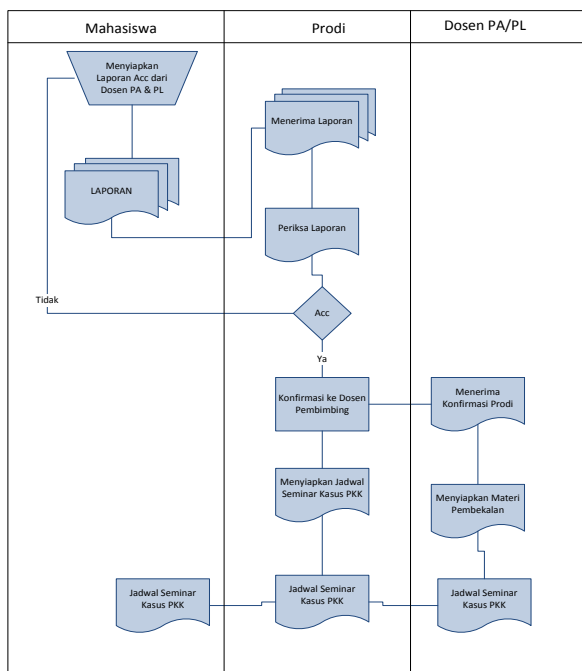 Mahasiswa
Prodi
Dosen PA/PL
Menyiapkan
Laporan Acc dari
Dosen PA & PL
Menerima Laporan
LAPORAN
Periksa Laporan
Tidak
Acc
Ya
Konfirmasi ke Dosen
Pembimbing
Menerima
Konfirmasi Prodi
Menyiapkan Jadwal
Seminar Kasus PKK
Menyiapkan Materi
Pembekalan
Jadwal Seminar
Kasus PKK
Jadwal Seminar
Kasus PKK
Jadwal Seminar
Kasus PKK